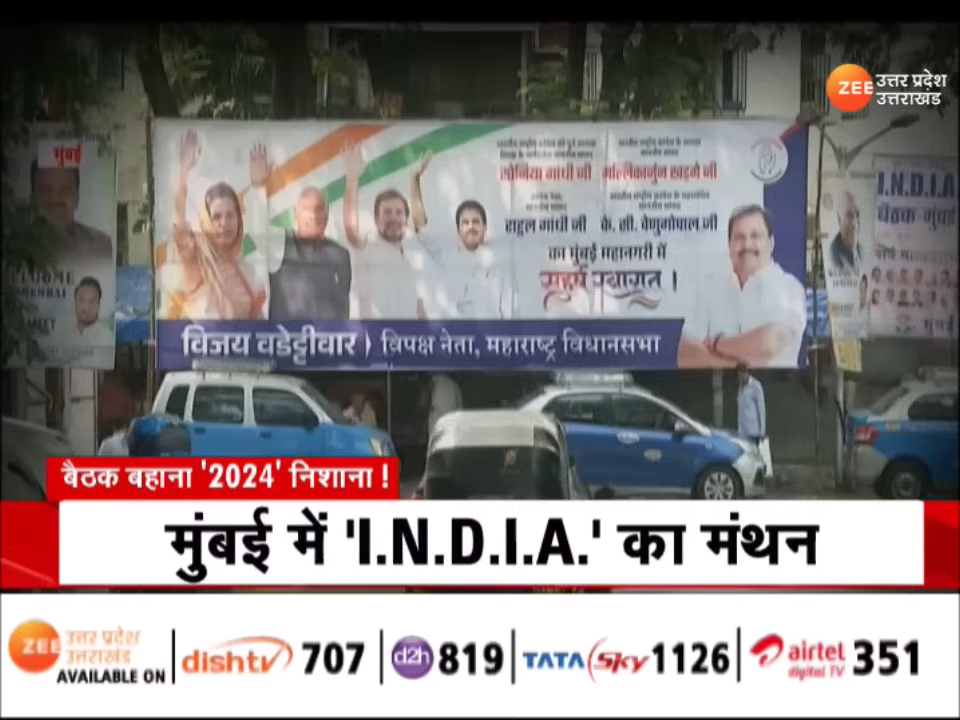 ZEE उत्तर प्रदेश
उत्तराखंड
मुंबई
सोनिया गांधी जी मल्लिकार्जुन खड़गे जी
राहुल गांधी जी के. सी. वेणुगोपाल जी
का मुंबई महानगरी में
सहर्ष स्वागत।
विजय वडेट्टीवार विपक्ष नेता, महाराष्ट्र विधानसभा
I.N.D.I.A
बैठक-मुंबई
MEET
बैठक बहाना '2024' निशाना !
मुंबई में 'I.N.D.I.A.' का मंथन
ZEE उत्तर प्रदेश
उत्तराखंड
AVAILABLE ON
dishtv 707
d2h 819
TATA Sky 1126
airtel digital TV 351